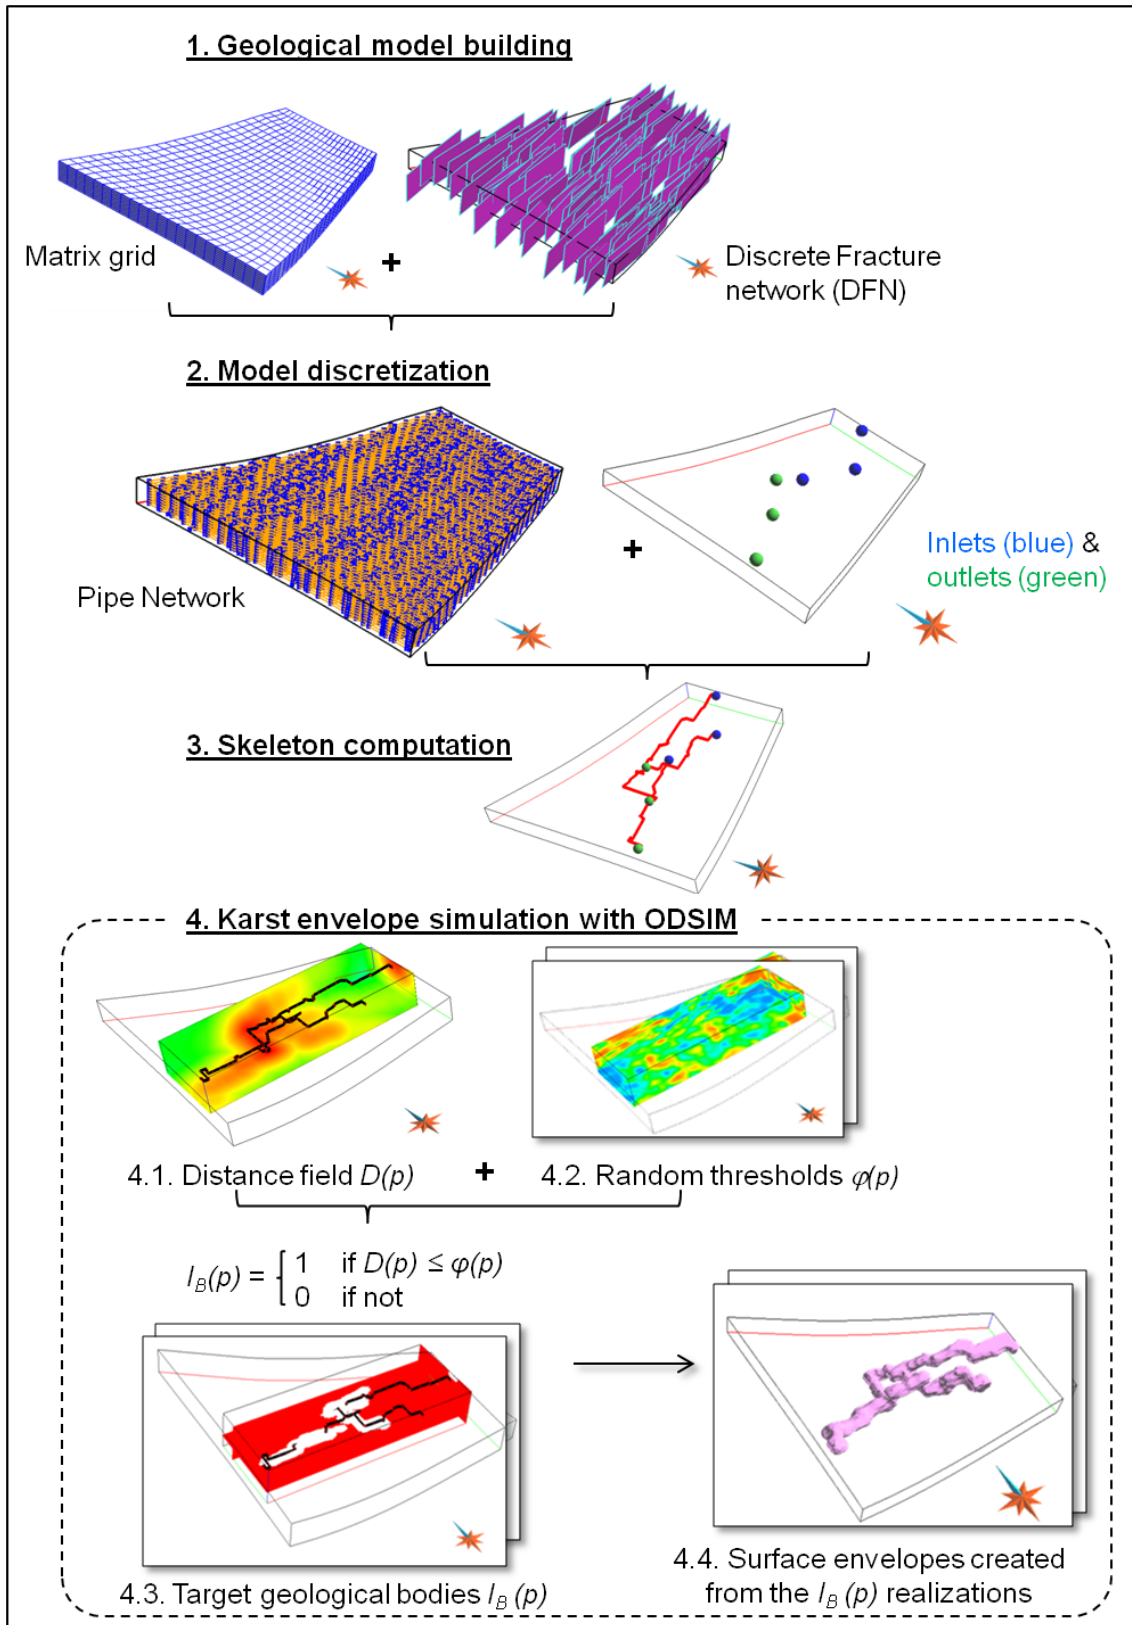 1. Geological model building
Matrix grid
+
Discrete Fracture
network (DFN)
2. Model discretization
Pipe Network
+
Inlets (blue) &
outlets (green)
3. Skeleton computation
4. Karst envelope simulation with ODSIM
4.1. Distance field D(p)
+
4.2. Random thresholds φ(p)
I_B(p) = { 1 if D(p) ≤ φ(p)
0 if not
4.3. Target geological bodies I_B (p)
4.4. Surface envelopes created
from the I_B (p) realizations